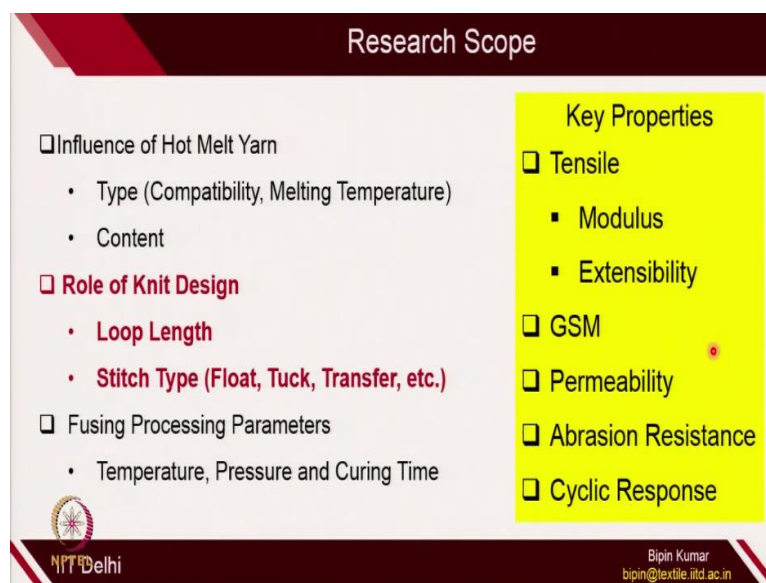 Research Scope
Influence of Hot Melt Yarn
Type (Compatibility, Melting Temperature)
Content
Role of Knit Design
Loop Length
Stitch Type (Float, Tuck, Transfer, etc.)
Fusing Processing Parameters
Temperature, Pressure and Curing Time
Key Properties
Tensile
Modulus
Extensibility
GSM
Permeability
Abrasion Resistance
Cyclic Response
NPTEL
IIT Delhi
Bipin Kumar
bipin@textile.iitd.ac.in